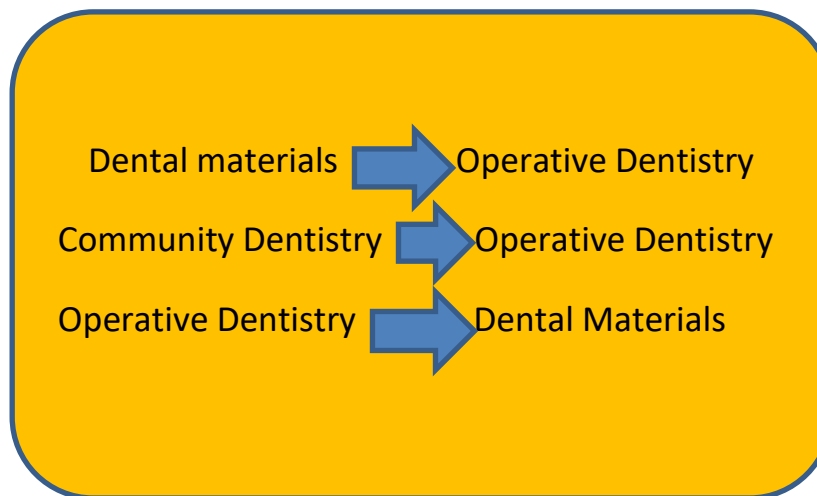 Dental materials Operative Dentistry
Community Dentistry Operative Dentistry
Operative Dentistry Dental Materials